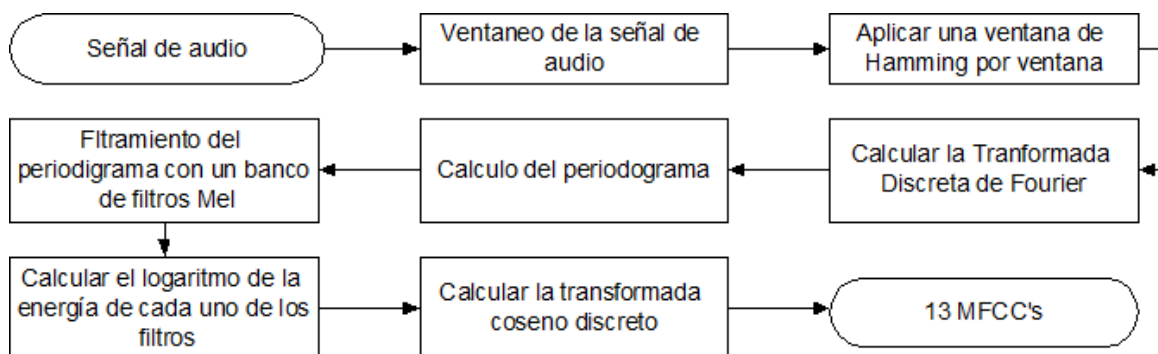 Señal de audio
Ventaneo de la señal de
audio
Aplicar una ventana de
Hamming por ventana
Calcular la Tranformada
Discreta de Fourier
Calculo del periodograma
Fltramiento del
periodigrama con un banco
de filtros Mel
Calcular el logaritmo de la
energía de cada uno de los
filtros
Calcular la transformada
coseno discreto
13 MFCC's